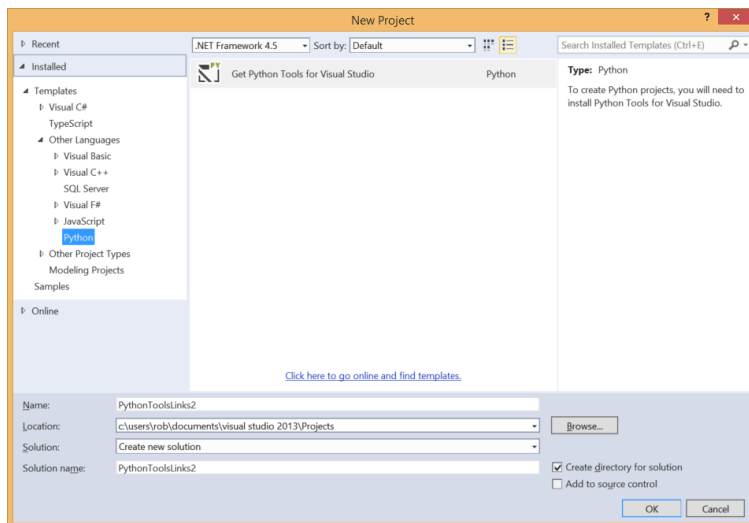 New Project
?
Recent
.NET Framework 4.5
Sort by: Default
Search Installed Templates (Ctrl+E)
Installed
Templates
Visual C#
TypeScript
Other Languages
Visual Basic
Visual C++
SQL Server
Visual F#
JavaScript
Python
Other Project Types
Modeling Projects
Samples
Online
PY
Get Python Tools for Visual Studio
Python
Click here to go online and find templates.
Type: Python
To create Python projects, you will need to
install Python Tools for Visual Studio.
Name:
PythonToolsLinks2
Location:
c:\users\rob\documents\visual studio 2013\Projects
Browse...
Solution:
Create new solution
Solution name:
PythonToolsLinks2
Create directory for solution
Add to source control
OK
Cancel